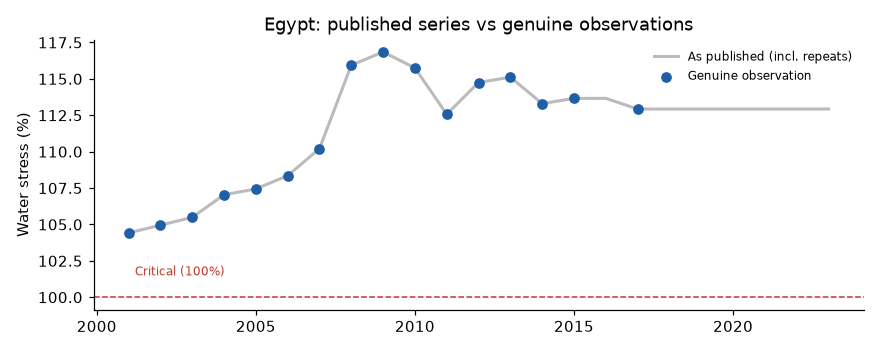 Egypt: published series vs genuine observations
As published (incl. repeats)
Genuine observation
Water stress (%)
117.5
115.0
112.5
110.0
107.5
105.0
102.5
100.0
Critical (100%)
2000 2005 2010 2015 2020